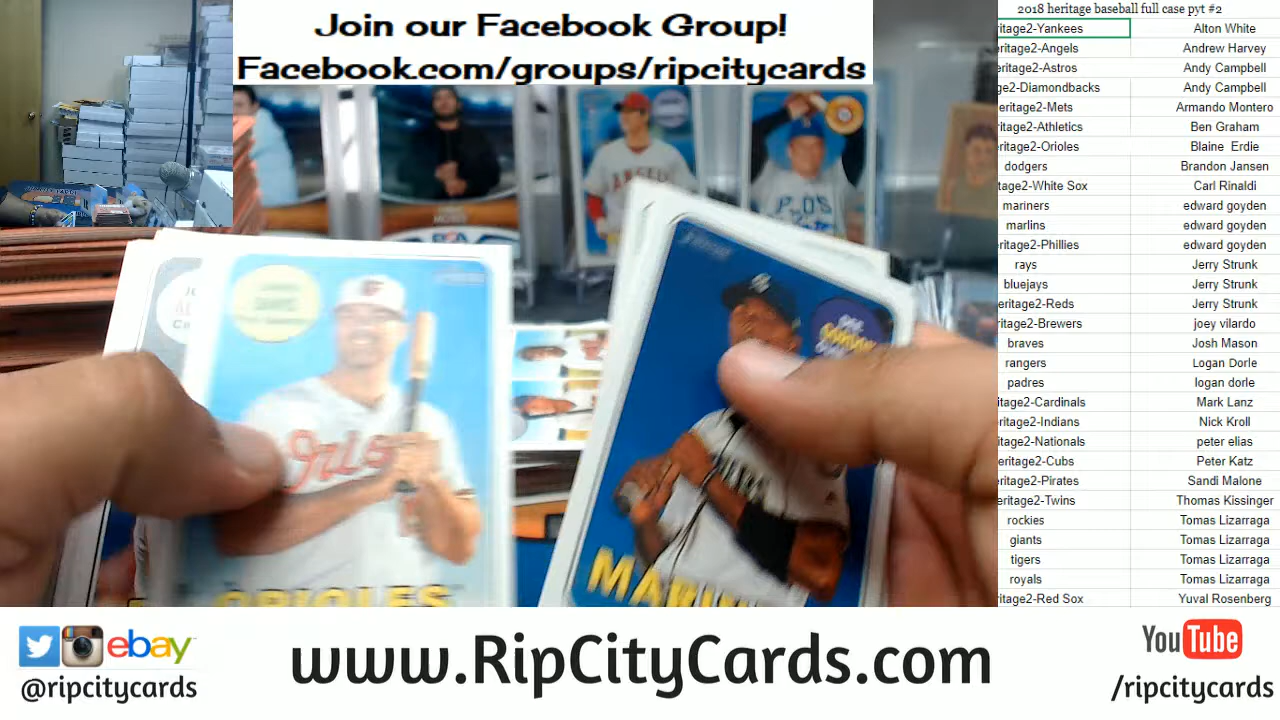 Join our Facebook Group!
Facebook.com/groups/ripcitycards
2018 heritage baseball full case pyt #2
ritage2-Yankees Alton White
eritage2-Angels Andrew Harvey
eritage2-Astros Andy Campbell
ge2-Diamondbacks Andy Campbell
eritage2-Mets Armando Montero
eritage2-Athletics Ben Graham
eritage2-Orioles Blaine Erdie
dodgers Brandon Jansen
tage2-White Sox Carl Rinaldi
mariners edward goyden
marlins edward goyden
eritage2-Phillies edward goyden
rays Jerry Strunk
bluejays Jerry Strunk
eritage2-Reds Jerry Strunk
ritage2-Brewers joey vilardo
braves Josh Mason
rangers Logan Dorle
padres logan dorle
itage2-Cardinals Mark Lanz
eritage2-Indians Nick Kroll
itage2-Nationals peter elias
eritage2-Cubs Peter Katz
eritage2-Pirates Sandi Malone
eritage2-Twins Thomas Kissinger
rockies Tomas Lizarraga
giants Tomas Lizarraga
tigers Tomas Lizarraga
royals Tomas Lizarraga
itage2-Red Sox Yuval Rosenberg
ANGELS
ORIOLES
MARI
ebay
@ripcitycards
www.RipCityCards.com
YouTube
/ripcitycards